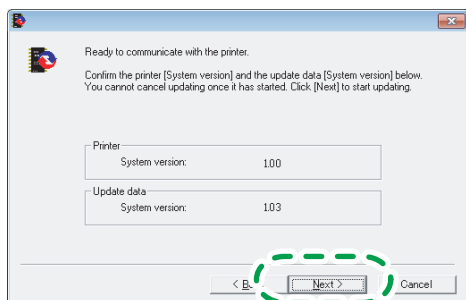 Ready to communicate with the printer.
Confirm the printer [System version] and the update data [System version] below.
You cannot cancel updating once it has started. Click [Next] to start updating.
Printer
System version: 1.00
Update data
System version: 1.03
Next > Cancel